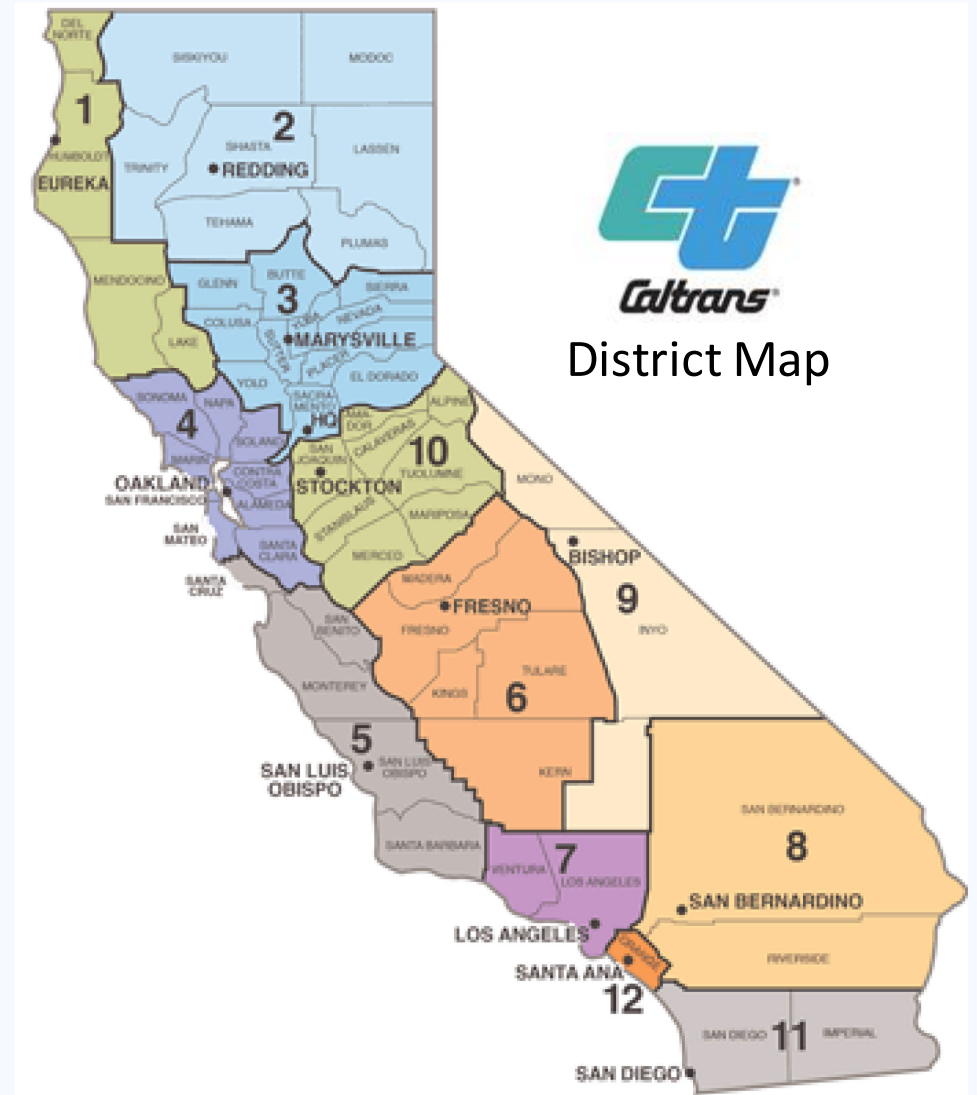 DEL
NORTE
SISKIYOU
MODOC
1
2
SHASTA
LASSEN
HUMBOLDT
TRINITY
REDDING
EUREKA
TEHAMA
PLUMAS
MENDOCINO
GLENN
BUTTE
SIERRA
3
COLUSA
YUBA
NEVADA
LAKE
SUTTER
MARYSVILLE
PLACER
YOLO
EL DORADO
SONOMA
NAPA
SACRA-
MENTO
HQ
ALPINE
4
AMA-
DOR
CALAVERAS
SOLANO
MARIN
SAN
JOAQUIN
10
TUOLUMNE
MONO
OAKLAND
CONTRA
COSTA
STOCKTON
SAN FRANCISCO
ALAMEDA
STANISLAUS
MARIPOSA
SAN
MATEO
SANTA
CLARA
MERCED
BISHOP
SANTA
CRUZ
MADERA
9
FRESNO
SAN
BENITO
FRESNO
INYO
MONTEREY
TULARE
KINGS
6
5
SAN LUIS
OBISPO
SAN LUIS
OBISPO
KERN
SAN BERNARDINO
SANTA BARBARA
7
8
VENTURA
LOS ANGELES
SAN BERNARDINO
LOS ANGELES
ORANGE
RIVERSIDE
SANTA ANA
12
SAN DIEGO
11
IMPERIAL
SAN DIEGO
Ct®
Caltrans®
District Map